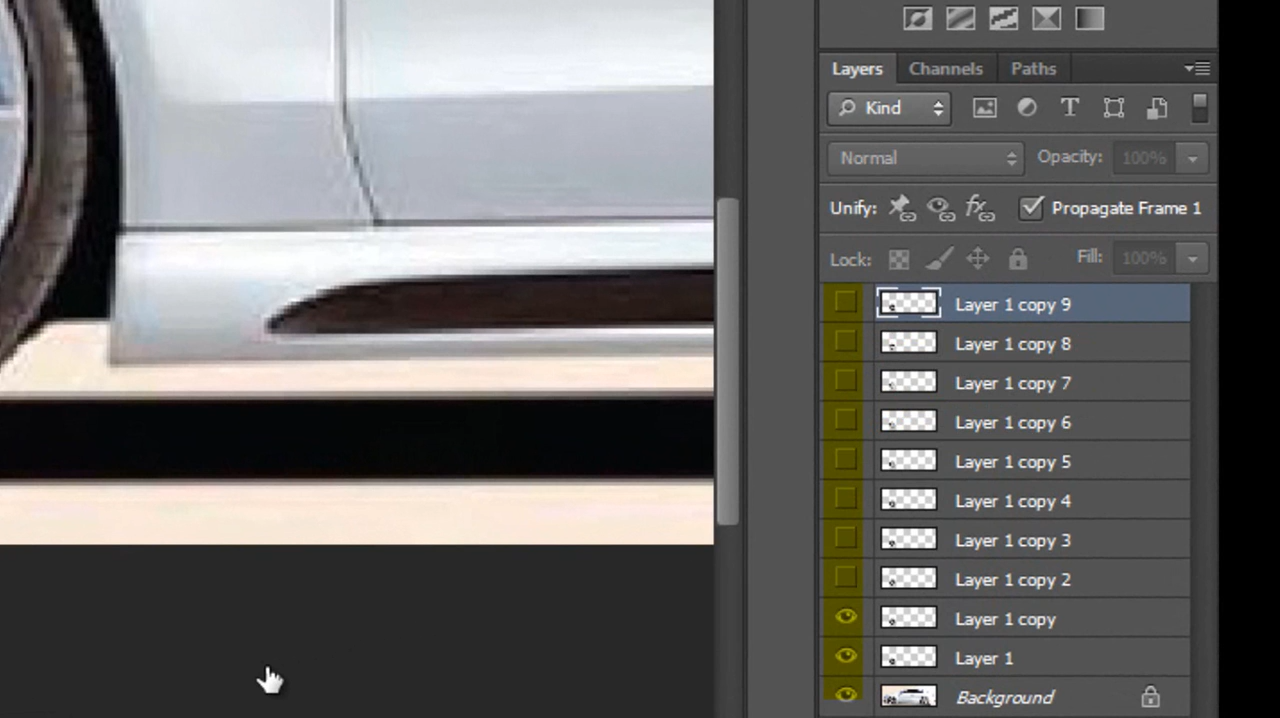 Layers Channels Paths
Kind
Normal Opacity: 100%
Unify: Propagate Frame 1
Lock: Fill: 100%
Layer 1 copy 9
Layer 1 copy 8
Layer 1 copy 7
Layer 1 copy 6
Layer 1 copy 5
Layer 1 copy 4
Layer 1 copy 3
Layer 1 copy 2
Layer 1 copy
Layer 1
Background